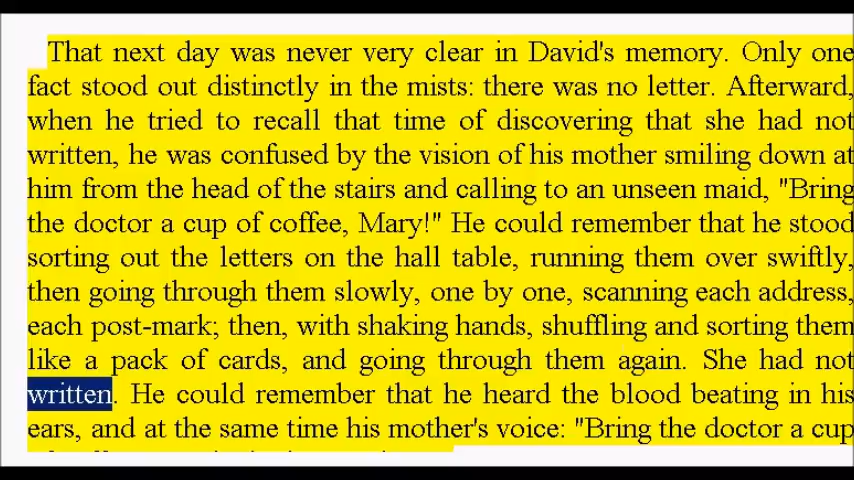 That next day was never very clear in David's memory. Only one
fact stood out distinctly in the mists: there was no letter. Afterward,
when he tried to recall that time of discovering that she had not
written, he was confused by the vision of his mother smiling down at
him from the head of the stairs and calling to an unseen maid, "Bring
the doctor a cup of coffee, Mary!" He could remember that he stood
sorting out the letters on the hall table, running them over swiftly,
then going through them slowly, one by one, scanning each address,
each post-mark; then, with shaking hands, shuffling and sorting them
like a pack of cards, and going through them again. She had not
written. He could remember that he heard the blood beating in his
ears, and at the same time his mother's voice: "Bring the doctor a cup